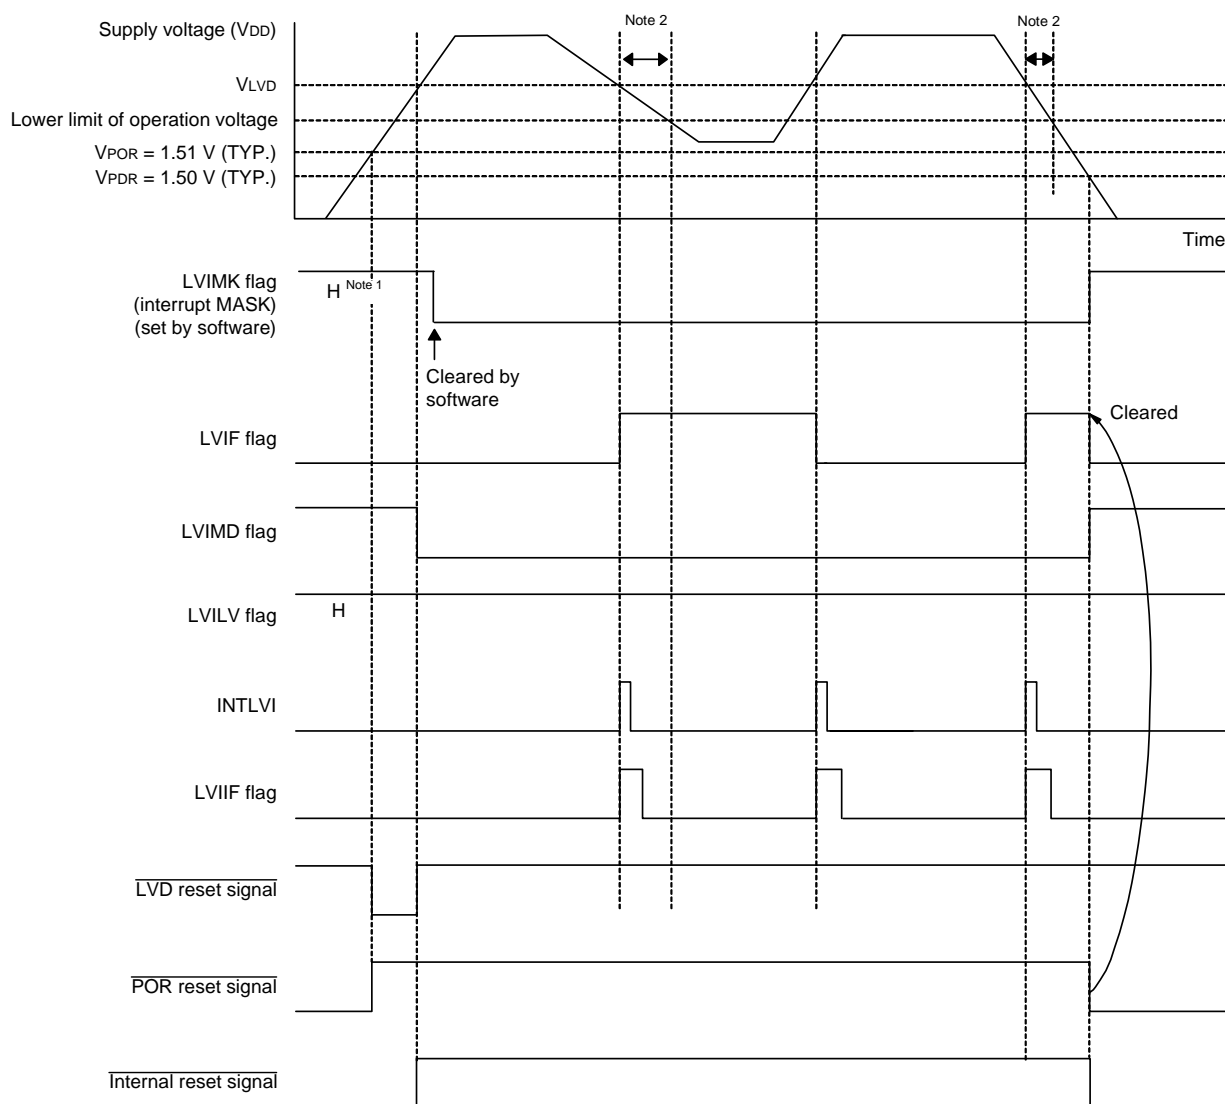 Note 2
Note 2
Supply voltage (VDD)
VLVD
Lower limit of operation voltage
VPOR = 1.51 V (TYP.)
VPDR = 1.50 V (TYP.)
Time
LVIMK flag
(interrupt MASK)
(set by software)
H Note 1
Cleared by
software
LVIF flag
Cleared
LVIMD flag
LVILV flag
H
INTLVI
LVIIF flag
LVD reset signal
POR reset signal
Internal reset signal